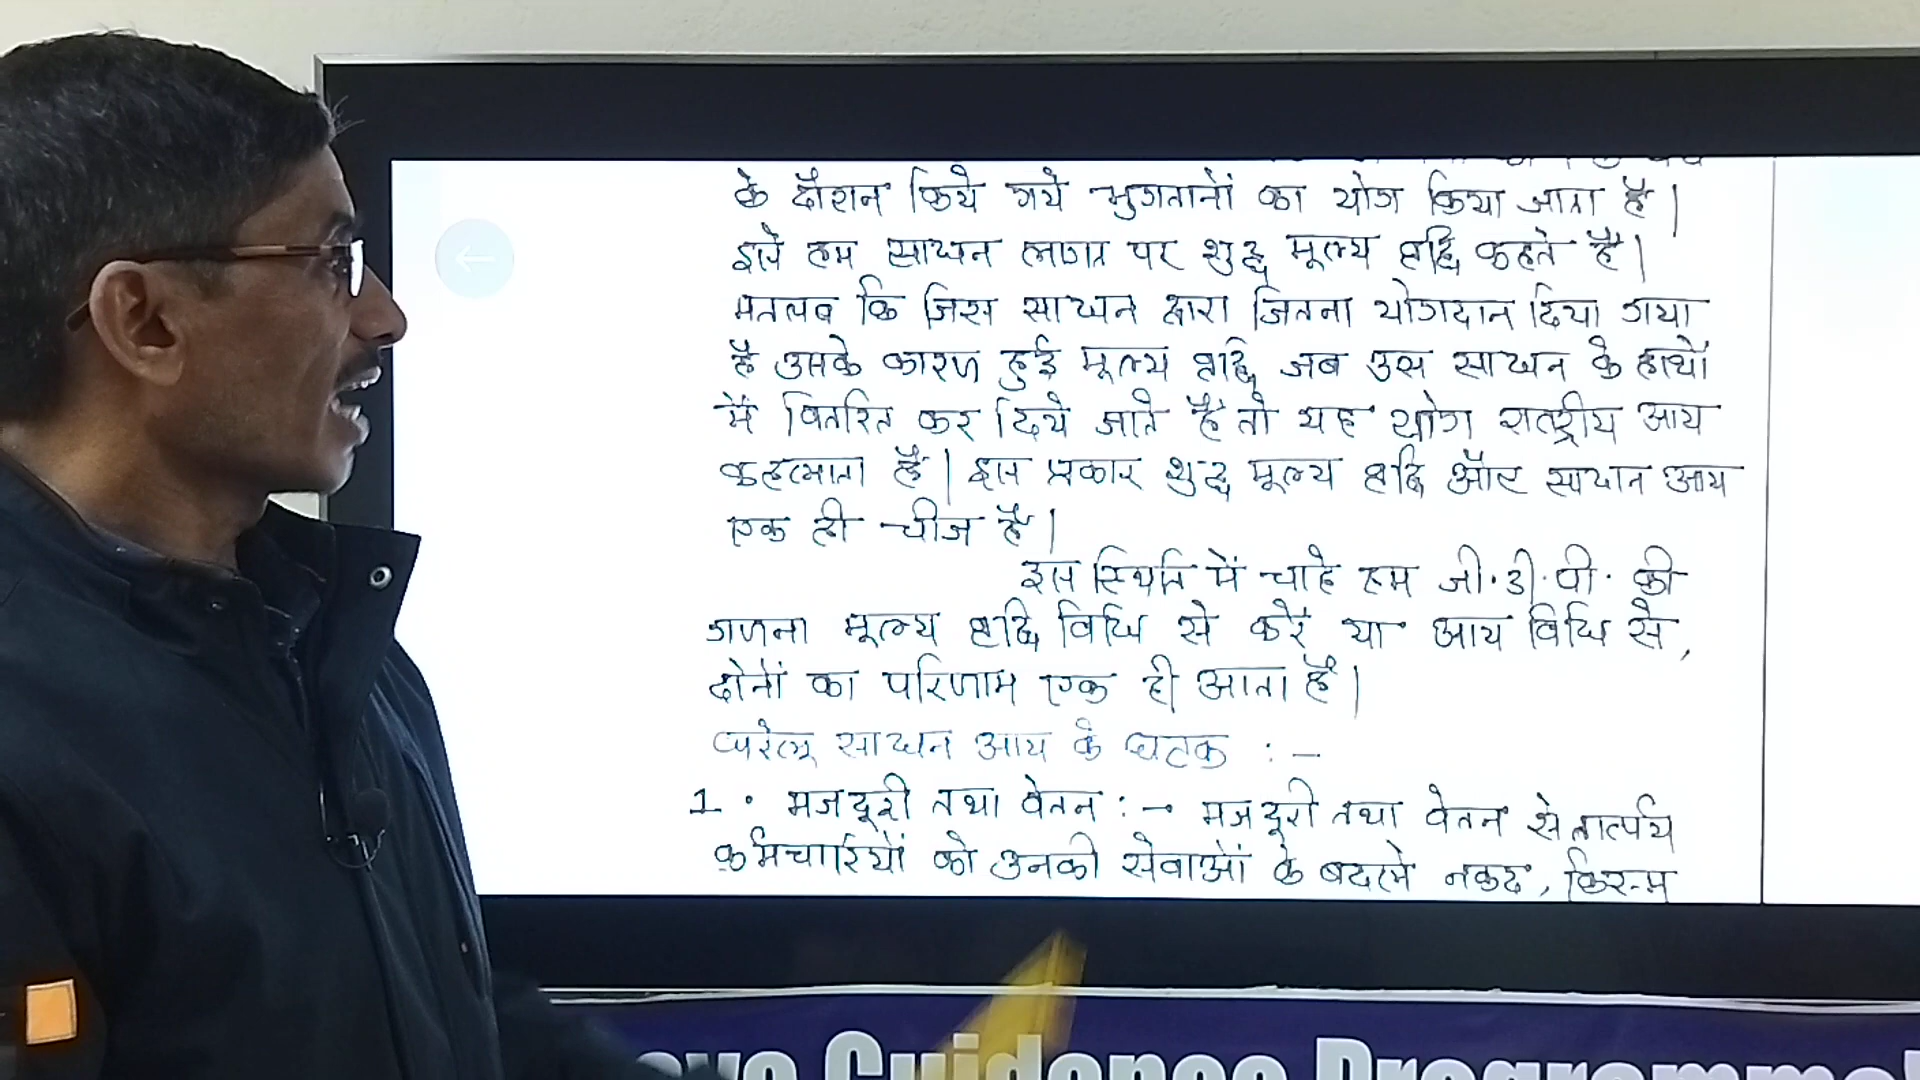 के दौरान किये गये भुगतानों का योग किया जाता है।
इसे हम साधन लागत पर शुद्ध मूल्य वृद्धि कहते है।
मतलब कि जिस साधन द्वारा जितना योगदान दिया गया
है उसके कारण हुई मूल्य वृद्धि जब उस साधन के हाथों
में वितरित कर दिये जाते हैं तो यह योग राष्ट्रीय आय
कहलाता है। इस प्रकार शुद्ध मूल्य वृद्धि और साधन आय
एक ही चीज है।
इस स्थिति में चाहे हम जी.डी.पी. की
गणना मूल्य वृद्धि विधि से करें या आय विधि से,
दोनों का परिणाम एक ही आता है।
घरेलू साधन आय के घटक :-
1. मजदूरी तथा वेतन :- मजदूरी तथा वेतन से तात्पर्य
कर्मचारियों को उनकी सेवाओं के बदले नकद, किस्म
Guidance Programme